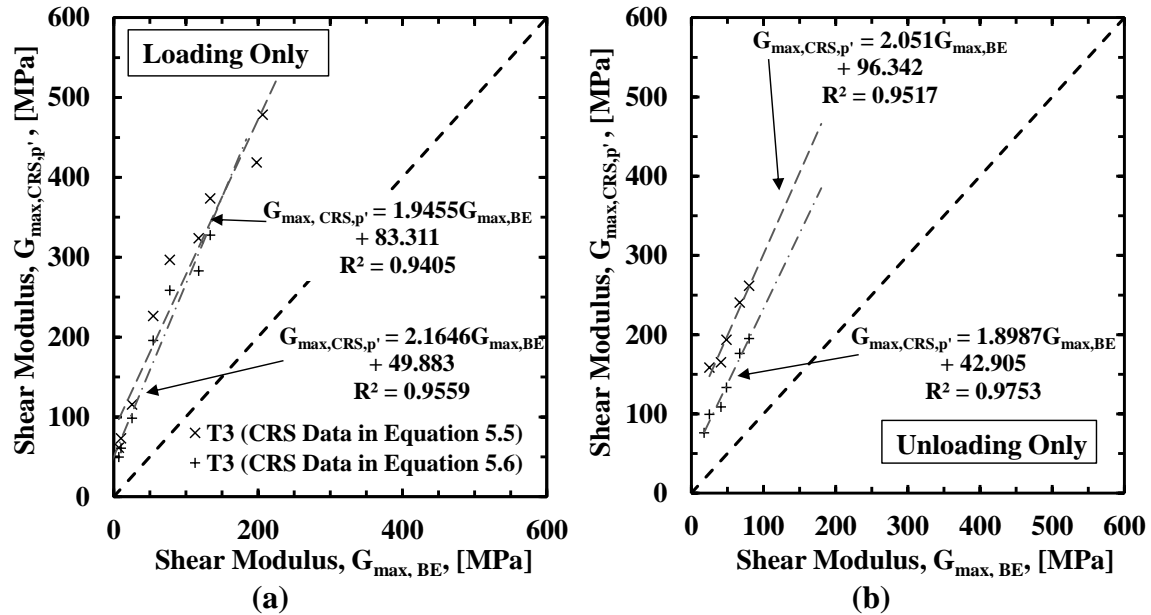 600
500
400
300
200
100
0
Shear Modulus, Gmax,CRS,p', [MPa]
Loading Only
Gmax, CRS,p' = 1.9455Gmax,BE
+ 83.311
R² = 0.9405
Gmax,CRS,p' = 2.1646Gmax,BE
+ 49.883
R² = 0.9559
× T3 (CRS Data in Equation 5.5)
+ T3 (CRS Data in Equation 5.6)
0 200 400 600
Shear Modulus, Gmax, BE, [MPa]
(a)
600
500
400
300
200
100
0
Shear Modulus, Gmax,CRS,p', [MPa]
Gmax,CRS,p' = 2.051Gmax,BE
+ 96.342
R² = 0.9517
Gmax,CRS,p' = 1.8987Gmax,BE
+ 42.905
R² = 0.9753
Unloading Only
0 100 200 300 400 500 600
Shear Modulus, Gmax, BE, [MPa]
(b)